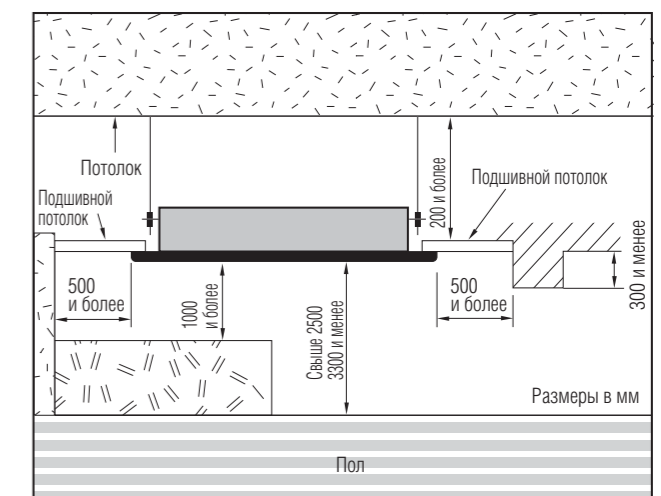 Потолок
Подшивной
потолок
200 и более
Подшивной потолок
500
и более
1000
и более
Свыше 2500
3300 и менее
500
и более
300 и менее
Размеры в мм
Пол